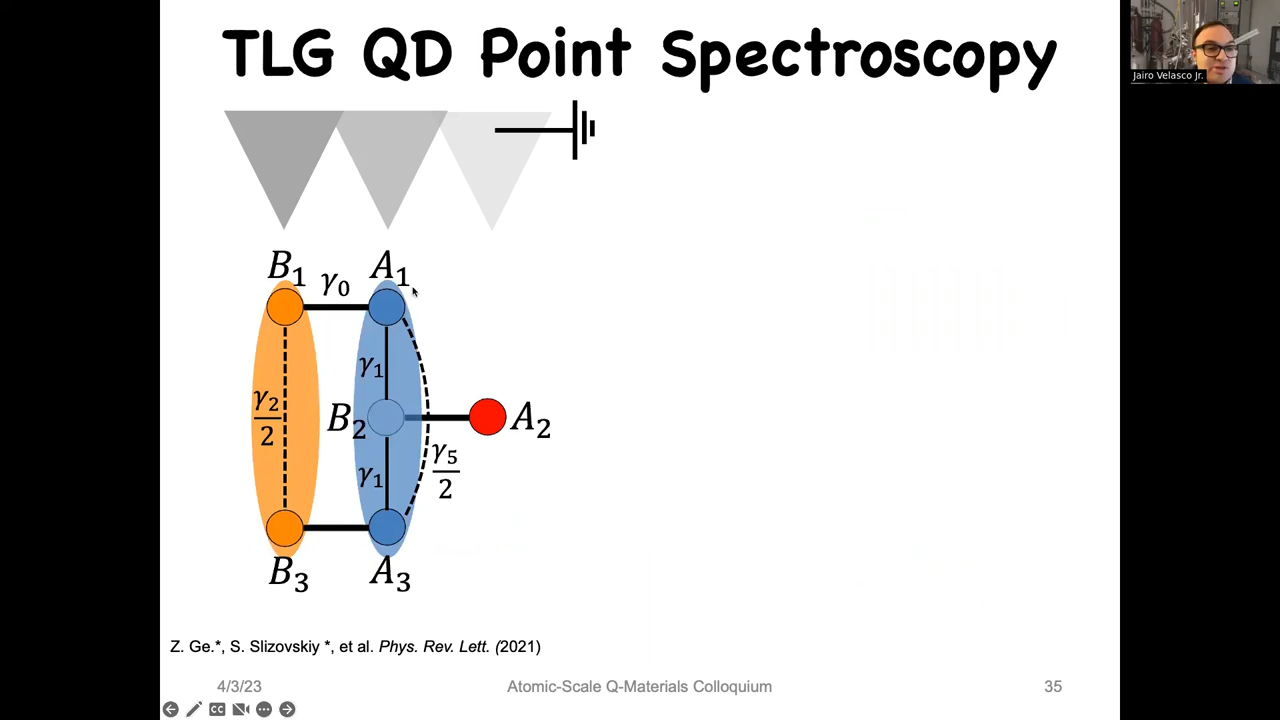 TLG QD Point Spectroscopy
Jairo Velasco Jr.
B₁ γ₀ A₁
γ₁
γ₂/2 B₂ A₂
γ₁ γ₅/2
B₃ A₃
Z. Ge.*, S. Slizovskiy *, et al. Phys. Rev. Lett. (2021)
4/3/23 Atomic-Scale Q-Materials Colloquium 35
CC